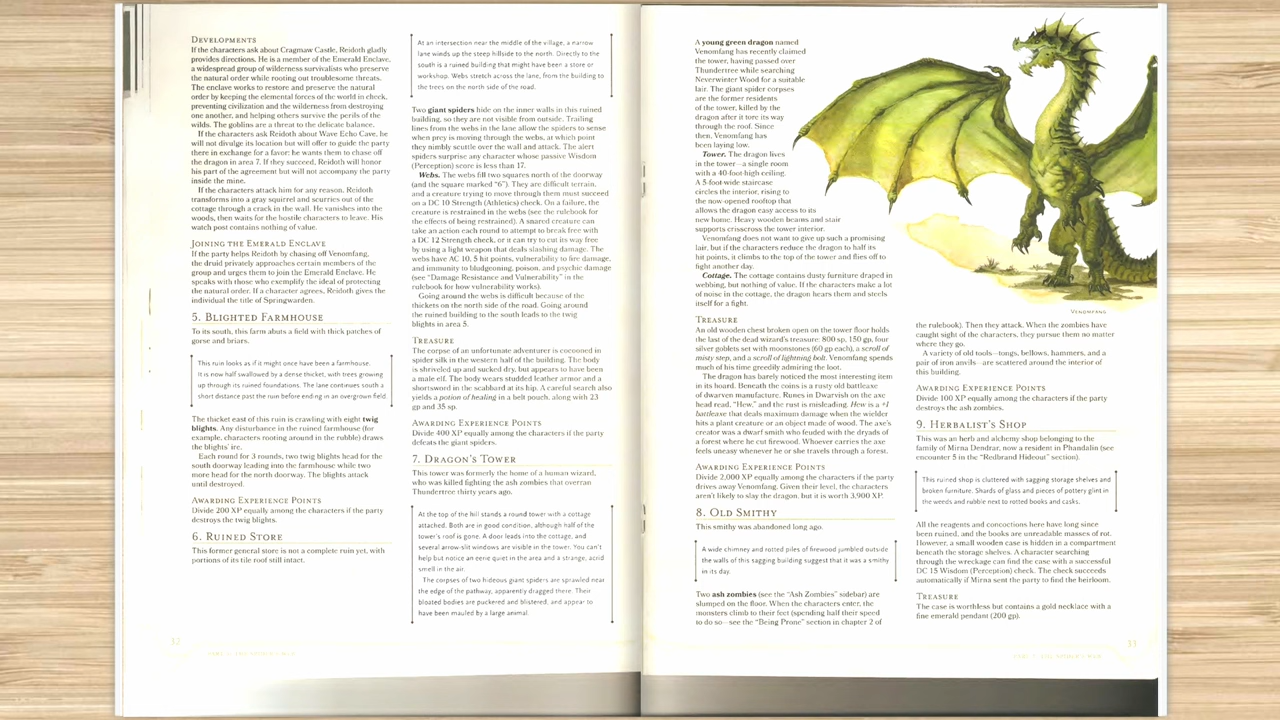 DEVELOPMENTS
If the characters ask about Cragmaw Castle, Reidoth gladly
provides directions. He is a member of the Emerald Enclave,
a widespread group of wilderness survivalists who preserve
the natural order while rooting out troublesome threats.
The enclave works to restore and preserve the natural
order by keeping the elemental forces of the world in check,
preventing civilization and the wilderness from destroying
one another, and helping others survive the perils of the
wilds. The goblins are a threat to the delicate balance.
If the characters ask Reidoth about Wave Echo Cave, he
will not divulge its location but will offer to guide the party
there in exchange for a favor: he wants them to chase off
the dragon in area 7. If they succeed, Reidoth will honor
his part of the agreement but will not accompany the party
inside the mine.
If the characters attack him for any reason, Reidoth
transforms into a gray squirrel and scurries out of the
cottage through a crack in the wall. He vanishes into the
woods, then waits for the hostile characters to leave. His
watch post contains nothing of value.
JOINING THE EMERALD ENCLAVE
If the party helps Reidoth by chasing off Venomfang,
the druid privately approaches certain members of the
group and urges them to join the Emerald Enclave. He
speaks with those who exemplify the ideal of protecting
the natural order. If a character agrees, Reidoth gives the
individual the title of Springwarden.
5. BLIGHTED FARMHOUSE
To its south, this farm abuts a field with thick patches of
gorse and briars.
This ruin looks as if it might once have been a farmhouse.
It is now half swallowed by a dense thicket, with trees growing
up through its ruined foundations. The lane continues south a
short distance past the ruin before ending in an overgrown field.
The thicket east of this ruin is crawling with eight twig
blights. Any disturbance in the ruined farmhouse (for
example, characters rooting around in the rubble) draws
the blights' ire.
Each round for 3 rounds, two twig blights head for the
south doorway leading into the farmhouse while two
more head for the north doorway. The blights attack
until destroyed.
AWARDING EXPERIENCE POINTS
Divide 200 XP equally among the characters if the party
destroys the twig blights.
6. RUINED STORE
This former general store is not a complete ruin yet, with
portions of its tile roof still intact.
32
At an intersection near the middle of the village, a narrow
lane winds up the steep hillside to the north. Directly to the
south is a ruined building that might have been a store or
workshop. Webs stretch across the lane, from the building to
the trees on the north side of the road.
Two giant spiders hide on the inner walls in this ruined
building, so they are not visible from outside. Trailing
lines from the webs in the lane allow the spiders to sense
when prey is moving through the webs, at which point
they nimbly scuttle over the wall and attack. The alert
spiders surprise any character whose passive Wisdom
(Perception) score is less than 17.
Webs. The webs fill two squares north of the doorway
(and the square marked "6"). They are difficult terrain,
and a creature trying to move through them must succeed
on a DC 10 Strength (Athletics) check. On a failure, the
creature is restrained in the webs (see the rulebook for
the effects of being restrained). A snared creature can
take an action each round to attempt to break free with
a DC 12 Strength check, or it can try to cut its way free
by using a light weapon that deals slashing damage. The
webs have AC 10, 5 hit points, vulnerability to fire damage,
and immunity to bludgeoning, poison, and psychic damage
(see "Damage Resistance and Vulnerability" in the
rulebook for how vulnerability works).
Going around the webs is difficult because of the
thickets on the north side of the road. Going around
the ruined building to the south leads to the twig
blights in area 5.
TREASURE
The corpse of an unfortunate adventurer is cocooned in
spider silk in the western half of the building. The body
is shriveled up and sucked dry, but appears to have been
a male elf. The body wears studded leather armor and a
shortsword in the scabbard at its hip. A careful search also
yields a potion of healing in a belt pouch, along with 23
gp and 35 sp.
AWARDING EXPERIENCE POINTS
Divide 400 XP equally among the characters if the party
defeats the giant spiders.
7. DRAGON'S TOWER
This tower was formerly the home of a human wizard,
who was killed fighting the ash zombies that overran
Thundertree thirty years ago.
At the top of the hill stands a round tower with a cottage
attached. Both are in good condition, although half of the
tower's roof is gone. A door leads into the cottage, and
several arrow-slit windows are visible in the tower. You can't
help but notice an eerie quiet in the area and a strange, acrid
smell in the air.
The corpses of two hideous giant spiders are sprawled near
the edge of the pathway, apparently dragged there. Their
bloated bodies are puckered and blistered, and appear to
have been mauled by a large animal.
A young green dragon named
Venomfang has recently claimed
the tower, having passed over
Thundertree while searching
Neverwinter Wood for a suitable
lair. The giant spider corpses
are the former residents
of the tower, killed by the
dragon after it tore its way
through the roof. Since
then, Venomfang has
been laying low.
Tower. The dragon lives
in the tower—a single room
with a 40-foot-high ceiling.
A 5-foot-wide staircase
circles the interior, rising to
the now-opened rooftop that
allows the dragon easy access to its
new home. Heavy wooden beams and stair
supports crisscross the tower interior.
Venomfang does not want to give up such a promising
lair, but if the characters reduce the dragon to half its
hit points, it climbs to the top of the tower and flies off to
fight another day.
Cottage. The cottage contains dusty furniture draped in
webbing, but nothing of value. If the characters make a lot
of noise in the cottage, the dragon hears them and steels
itself for a fight.
TREASURE
An old wooden chest broken open on the tower floor holds
the last of the dead wizard's treasure: 800 sp, 150 gp, four
silver goblets set with moonstones (60 gp each), a scroll of
misty step, and a scroll of lightning bolt. Venomfang spends
much of his time greedily admiring the loot.
The dragon has barely noticed the most interesting item
in its hoard. Beneath the coins is a rusty old battleaxe
of dwarven manufacture. Runes in Dwarvish on the axe
head read, "Hew," and the rust is misleading. Hew is a +1
battleaxe that deals maximum damage when the wielder
hits a plant creature or an object made of wood. The axe's
creator was a dwarf smith who feuded with the dryads of
a forest where he cut firewood. Whoever carries the axe
feels uneasy whenever he or she travels through a forest.
AWARDING EXPERIENCE POINTS
Divide 2,000 XP equally among the characters if the party
drives away Venomfang. Given their level, the characters
aren't likely to slay the dragon, but it is worth 3,900 XP.
8. OLD SMITHY
This smithy was abandoned long ago.
A wide chimney and rotted piles of firewood jumbled outside
the walls of this sagging building suggest that it was a smithy
in its day.
Two ash zombies (see the "Ash Zombies" sidebar) are
slumped on the floor. When the characters enter, the
monsters climb to their feet (spending half their speed
to do so—see the "Being Prone" section in chapter 2 of
VENOMFANG
the rulebook). Then they attack. When the zombies have
caught sight of the characters, they pursue no matter
where they go.
A variety of old tools—tongs, bellows, hammers, and a
pair of iron anvils—are scattered around the interior of
this building.
AWARDING EXPERIENCE POINTS
Divide 100 XP equally among the characters if the party
destroys the ash zombies.
9. HERBALIST'S SHOP
This was an herb and alchemy shop belonging to the
family of Mirna Dendrar, now a resident in Phandalin (see
encounter 5 in the "Redbrand Hideout" section).
This ruined shop is cluttered with sagging storage shelves and
broken furniture. Shards of glass and pieces of pottery glint in
the weeds and rubble next to rotted books and casks.
All the reagents and concoctions here have long since
been ruined, and the books are unreadable masses of rot.
However, a small wooden case is hidden in a compartment
beneath the storage shelves. A character searching
through the wreckage can find the case with a successful
DC 15 Wisdom (Perception) check. The check succeeds
automatically if Mirna sent the party to find the heirloom.
TREASURE
The case is worthless but contains a gold necklace with a
fine emerald pendant (200 gp).
33